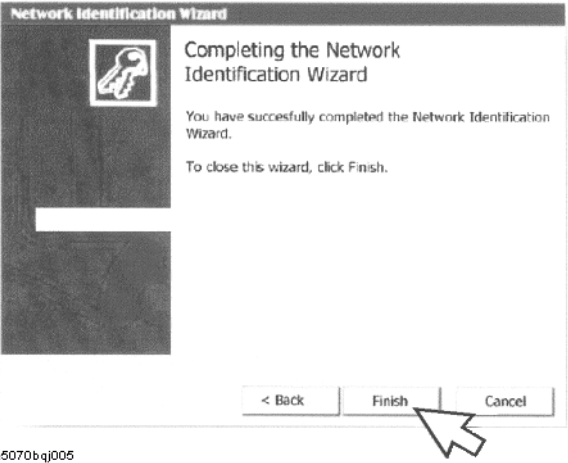 Network Identification Wizard
Completing the Network
Identification Wizard
You have succesfully completed the Network Identification
Wizard.
To close this wizard, click Finish.
< Back
Finish
Cancel
5070bqj005